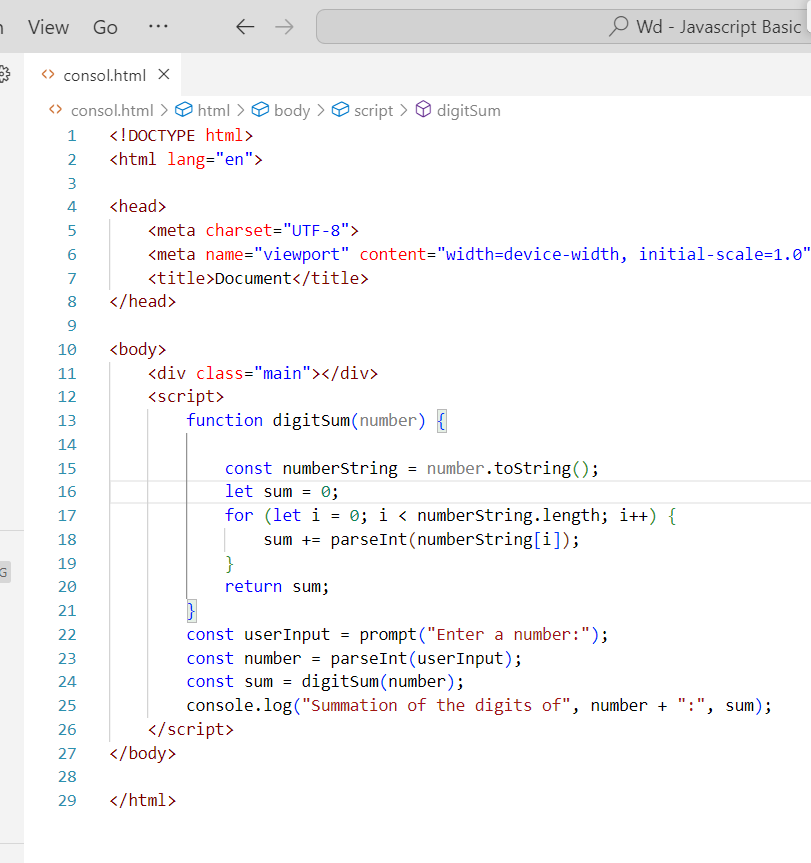 View Go ··· ← → Wd - Javascript Basic
consol.html ×
consol.html > html > body > script > digitSum
1 <!DOCTYPE html>
2 <html lang="en">
3
4 <head>
5     <meta charset="UTF-8">
6     <meta name="viewport" content="width=device-width, initial-scale=1.0"
7     <title>Document</title>
8 </head>
9
10 <body>
11     <div class="main"></div>
12     <script>
13         function digitSum(number) {
14
15             const numberString = number.toString();
16             let sum = 0;
17             for (let i = 0; i < numberString.length; i++) {
18                 sum += parseInt(numberString[i]);
19             }
20             return sum;
21         }
22         const userInput = prompt("Enter a number:");
23         const number = parseInt(userInput);
24         const sum = digitSum(number);
25         console.log("Summation of the digits of", number + ":", sum);
26     </script>
27 </body>
28
29 </html>